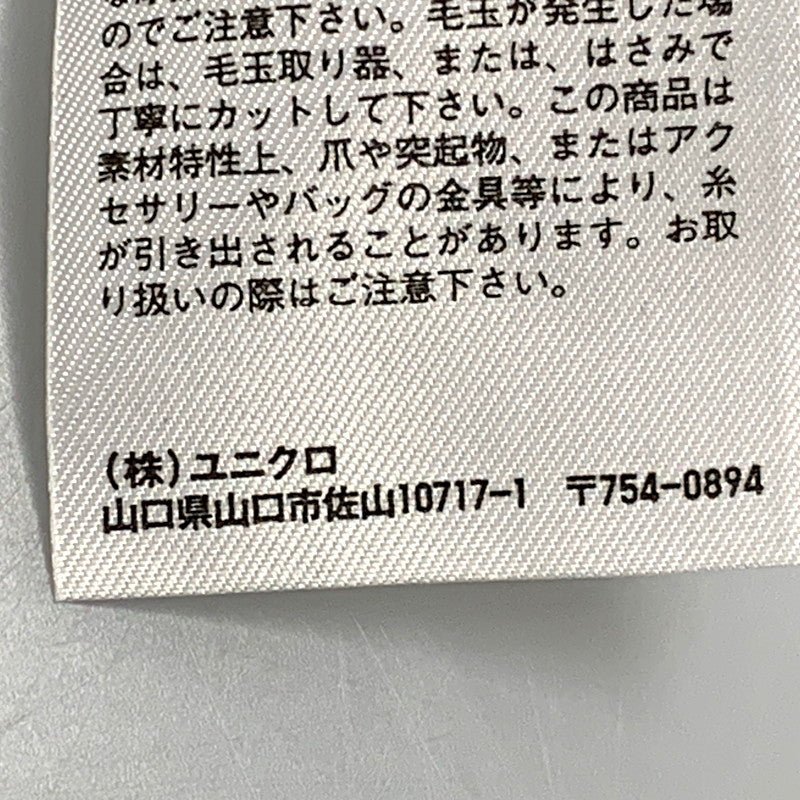 のでご注意下さい。毛玉が発生した場
合は、毛玉取り器、または、はさみで
丁寧にカットして下さい。この商品は
素材特性上、爪や突起物、またはアク
セサリーやバッグの金具等により、糸
が引き出されることがあります。お取
り扱いの際はご注意下さい。
(株)ユニクロ
山口県山口市佐山10717-1 〒754-0894